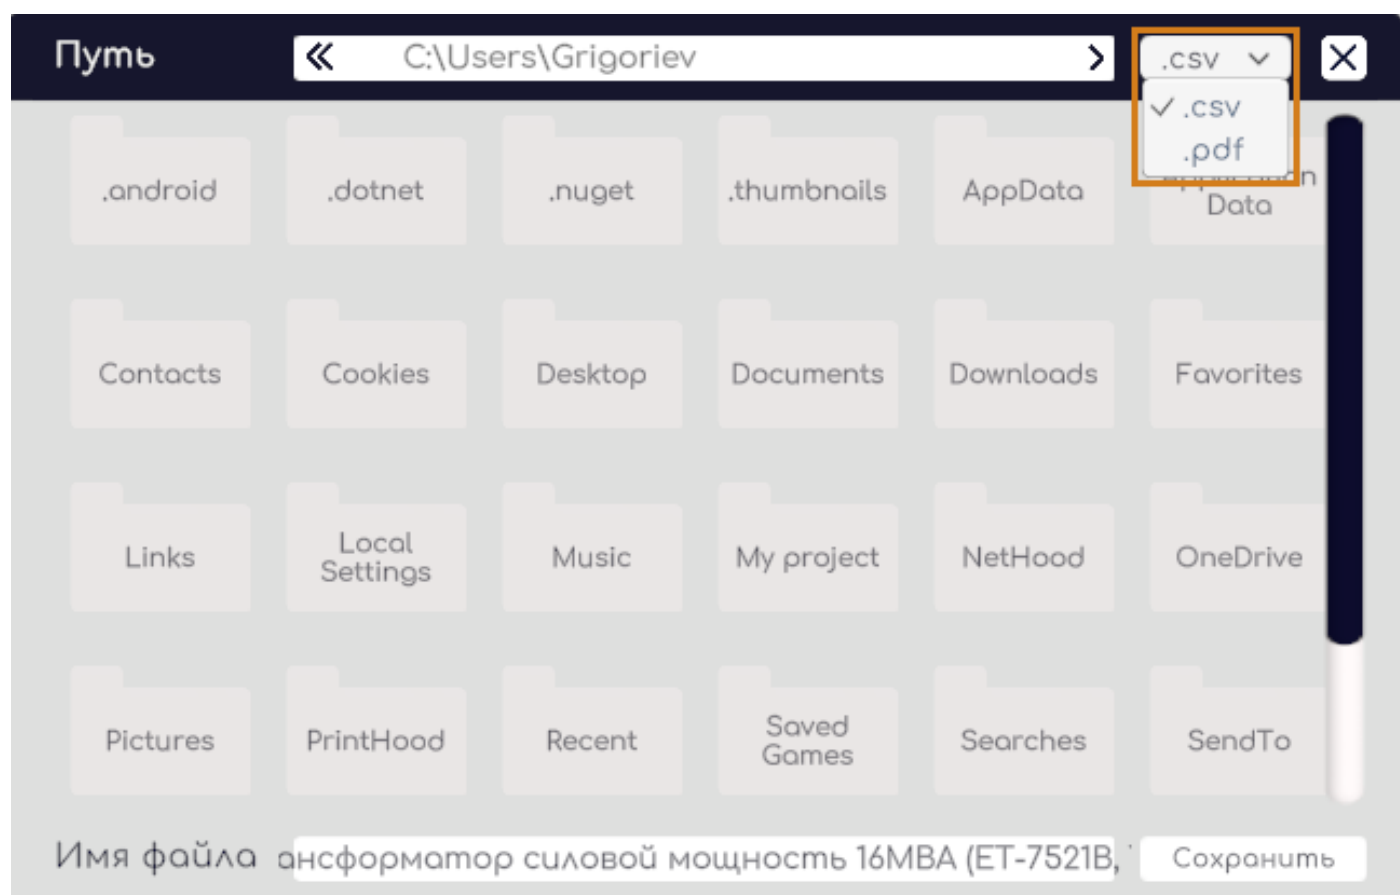 Путь
C:\Users\Grigoriev
.csv
.csv
.pdf
.android
.dotnet
.nuget
.thumbnails
AppData
Data
Contacts
Cookies
Desktop
Documents
Downloads
Favorites
Links
Local
Settings
Music
My project
NetHood
OneDrive
Pictures
PrintHood
Recent
Saved
Games
Searches
SendTo
Имя файла
ансформатор силовой мощность 16МВА (ЕТ-7521В,
Сохранить